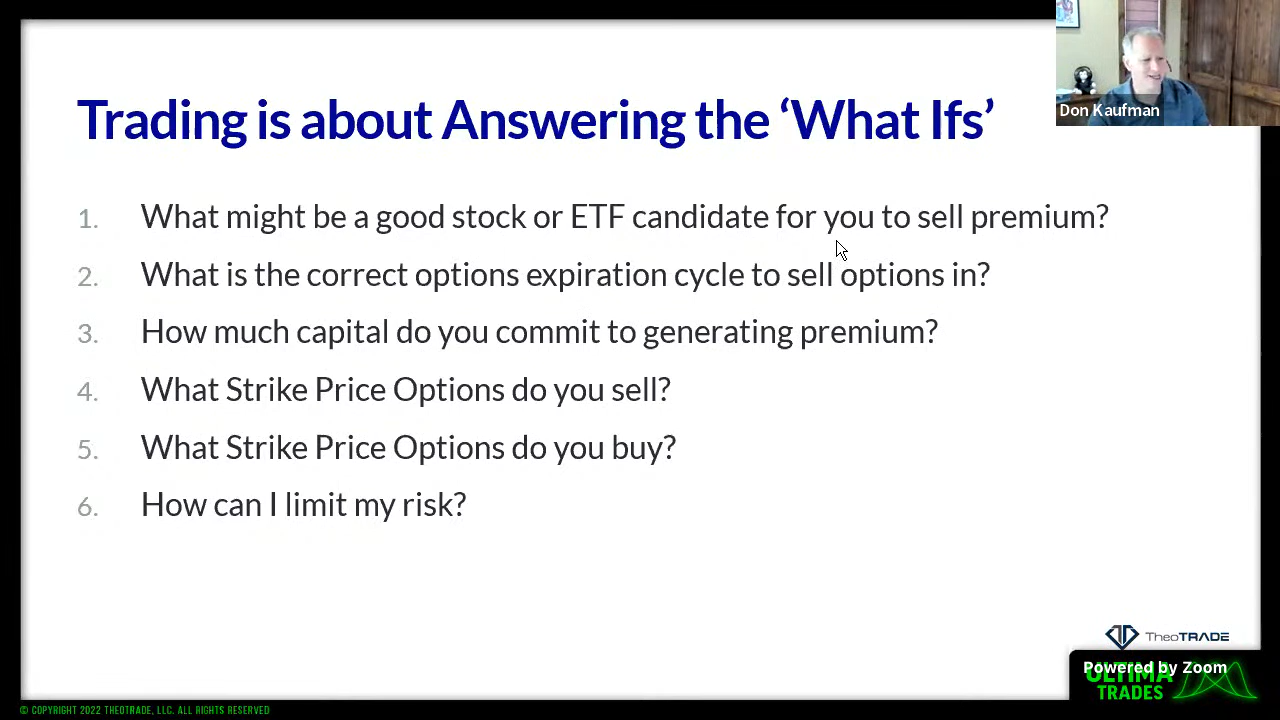 Don Kaufman
Trading is about Answering the ‘What Ifs’
1. What might be a good stock or ETF candidate for you to sell premium?
2. What is the correct options expiration cycle to sell options in?
3. How much capital do you commit to generating premium?
4. What Strike Price Options do you sell?
5. What Strike Price Options do you buy?
6. How can I limit my risk?
TheoTRADE
Powered by Zoom
ULTIMA
TRADES
© COPYRIGHT 2022 THEOTRADE, LLC. ALL RIGHTS RESERVED